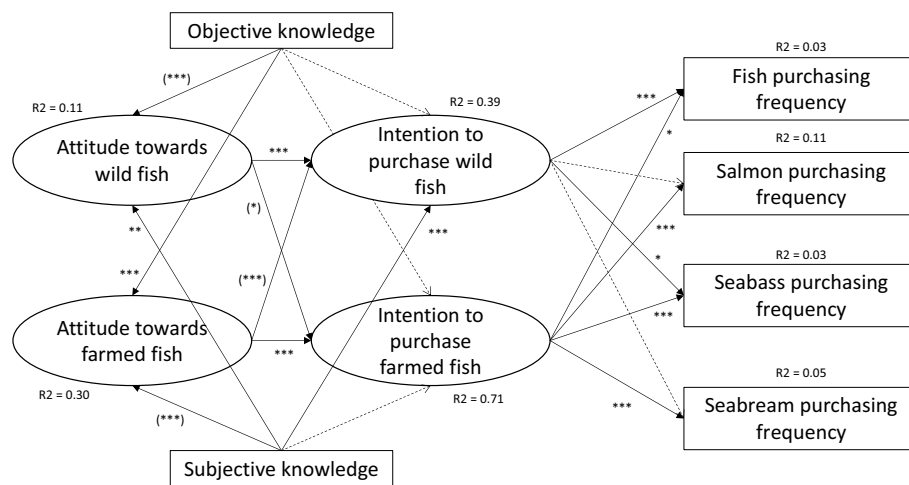 Objective knowledge
R2 = 0.03
Fish purchasing
frequency
(***)
R2 = 0.11
R2 = 0.39
***
*
Attitude towards
wild fish
***
Intention to
purchase wild
fish
R2 = 0.11
Salmon purchasing
frequency
(*)
**
***
***
(***)
***
*
R2 = 0.03
Seabass purchasing
frequency
***
Attitude towards
farmed fish
***
Intention to
purchase
farmed fish
R2 = 0.30
(***)
R2 = 0.71
***
R2 = 0.05
Seabream purchasing
frequency
Subjective knowledge